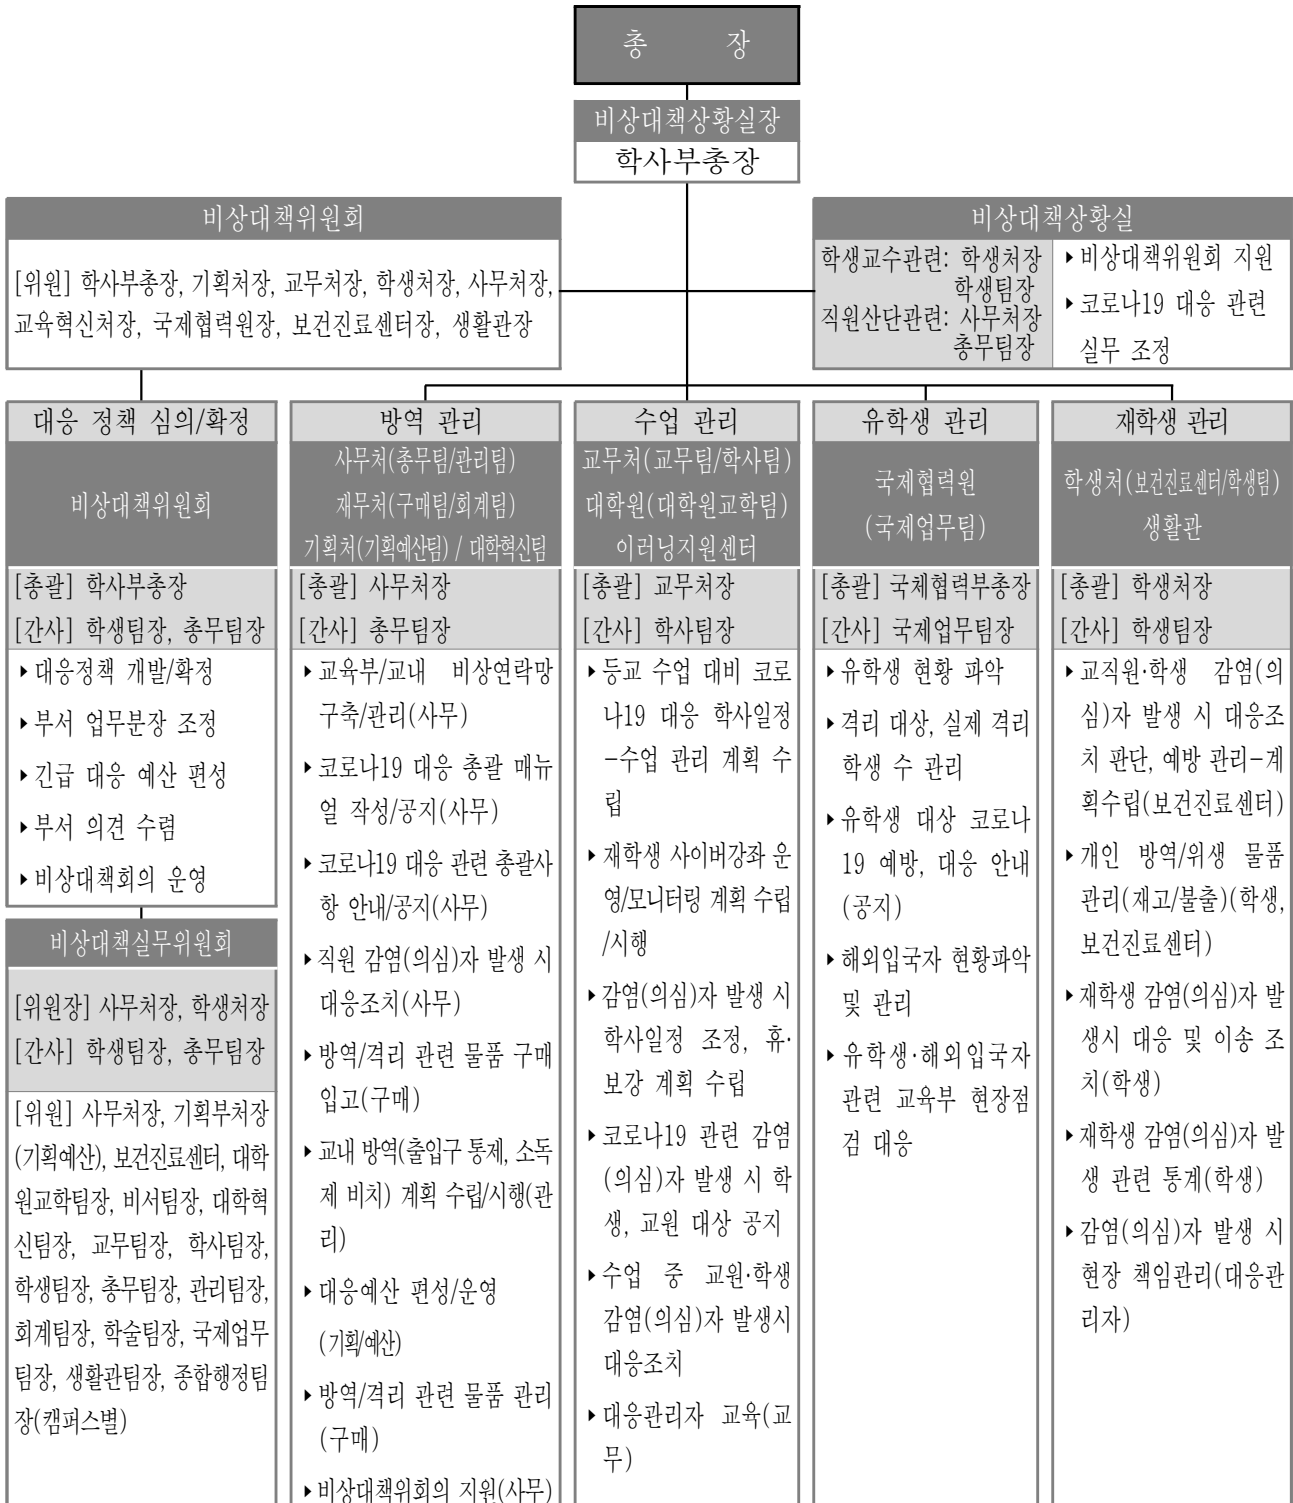 총 장
비상대책상황실장
학사부총장
비상대책위원회
[위원] 학사부총장, 기획처장, 교무처장, 학생처장, 사무처장,
교육혁신처장, 국제협력원장, 보건진료센터장, 생활관장
비상대책상황실
학생교수관련: 학생처장
학생팀장
직원산단관련: 사무처장
총무팀장
▸비상대책위원회 지원
▸코로나19 대응 관련
실무 조정
대응 정책 심의/확정
비상대책위원회
[총괄] 학사부총장
[간사] 학생팀장, 총무팀장
▸대응정책 개발/확정
▸부서 업무분장 조정
▸긴급 대응 예산 편성
▸부서 의견 수렴
▸비상대책회의 운영
비상대책실무위원회
[위원장] 사무처장, 학생처장
[간사] 학생팀장, 총무팀장
[위원] 사무처장, 기획부처장
(기획예산), 보건진료센터, 대학
원교학팀장, 비서팀장, 대학혁
신팀장, 교무팀장, 학사팀장,
학생팀장, 총무팀장, 관리팀장,
회계팀장, 학술팀장, 국제업무
팀장, 생활관팀장, 종합행정팀
장(캠퍼스별)
방역 관리
사무처(총무팀/관리팀)
재무처(구매팀/회계팀)
기획처(기획예산팀) / 대학혁신팀
[총괄] 사무처장
[간사] 총무팀장
▸교육부/교내 비상연락망
구축/관리(사무)
▸코로나19 대응 총괄 매뉴
얼 작성/공지(사무)
▸코로나19 대응 관련 총괄사
항 안내/공지(사무)
▸직원 감염(의심)자 발생 시
대응조치(사무)
▸방역/격리 관련 물품 구매
입고(구매)
▸교내 방역(출입구 통제, 소독
제 비치) 계획 수립/시행(관
리)
▸대응예산 편성/운영
(기획/예산)
▸방역/격리 관련 물품 관리
(구매)
▸비상대책위회의 지원(사무)
수업 관리
교무처(교무팀/학사팀)
대학원(대학원교학팀)
이러닝지원센터
[총괄] 교무처장
[간사] 학사팀장
▸등교 수업 대비 코로
나19 대응 학사일정
-수업 관리 계획 수
립
▸재학생 사이버강좌 운
영/모니터링 계획 수립
/시행
▸감염(의심)자 발생 시
학사일정 조정, 휴·
보강 계획 수립
▸코로나19 관련 감염
(의심)자 발생 시 학
생, 교원 대상 공지
▸수업 중 교원·학생
감염(의심)자 발생시
대응조치
▸대응관리자 교육(교
무)
유학생 관리
국제협력원
(국제업무팀)
[총괄] 국체협력부총장
[간사] 국제업무팀장
▸유학생 현황 파악
▸격리 대상, 실제 격리
학생 수 관리
▸유학생 대상 코로나
19 예방, 대응 안내
(공지)
▸해외입국자 현황파악
및 관리
▸유학생·해외입국자
관련 교육부 현장점
검 대응
재학생 관리
학생처(보건진료센터/학생팀)
생활관
[총괄] 학생처장
[간사] 학생팀장
▸교직원·학생 감염(의
심)자 발생 시 대응조
치 판단, 예방 관리-계
획수립(보건진료센터)
▸개인 방역/위생 물품
관리(재고/불출)(학생,
보건진료센터)
▸재학생 감염(의심)자 발
생시 대응 및 이송 조
치(학생)
▸재학생 감염(의심)자 발
생 관련 통계(학생)
▸감염(의심)자 발생 시
현장 책임관리(대응관
리자)